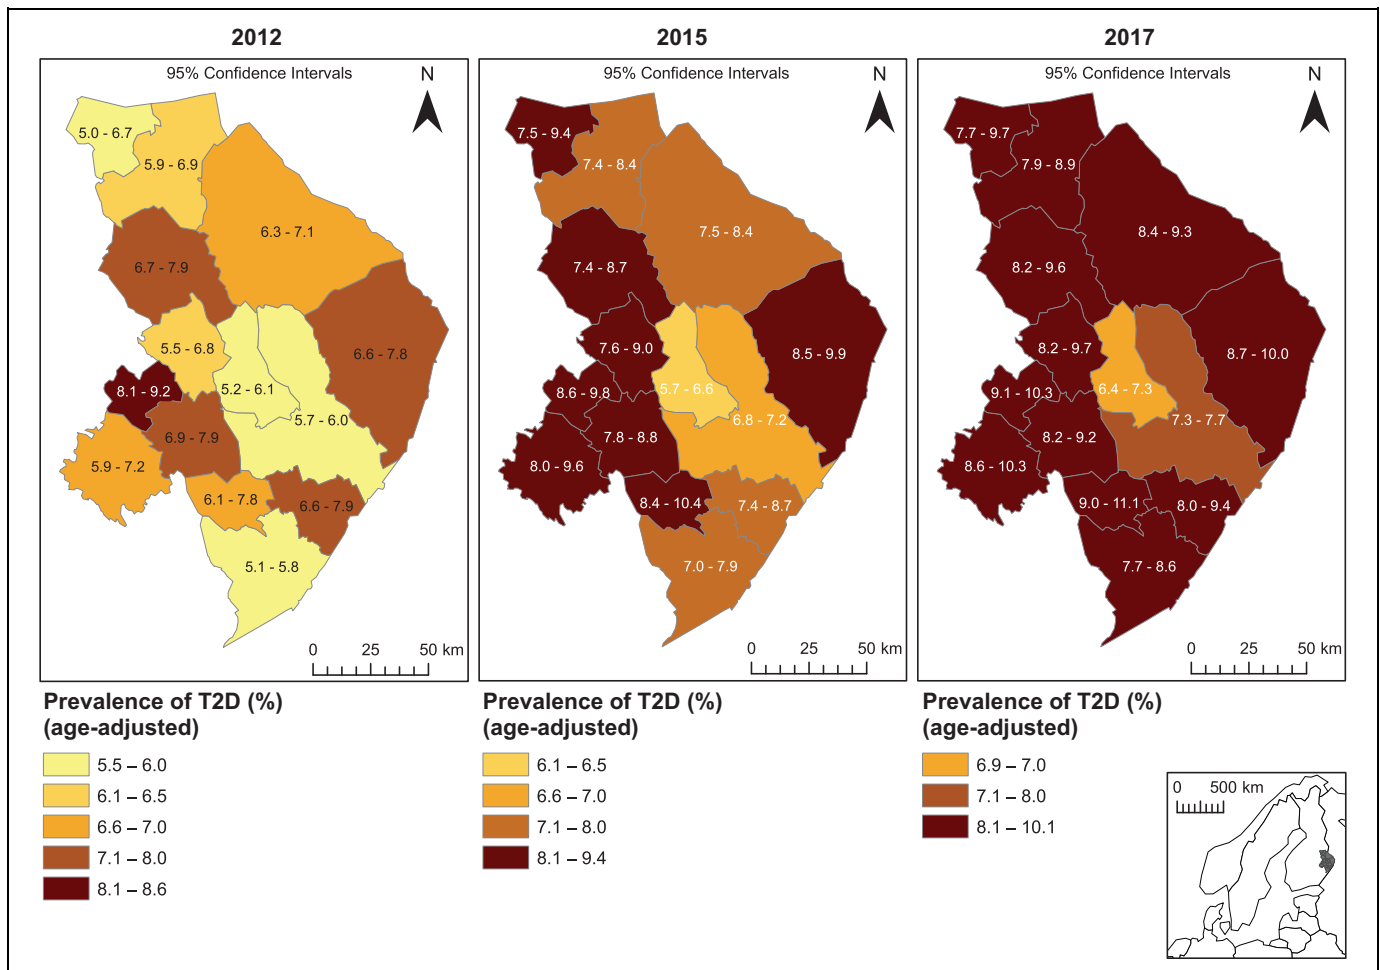 2012
95% Confidence Intervals
N
5.0 - 6.7
5.9 - 6.9
6.3 - 7.1
6.7 - 7.9
5.5 - 6.8
6.6 - 7.8
8.1 - 9.2
5.2 - 6.1
5.7 - 6.0
6.9 - 7.9
5.9 - 7.2
6.1 - 7.8
6.6 - 7.9
5.1 - 5.8
0 25 50 km
Prevalence of T2D (%)
(age-adjusted)
5.5 – 6.0
6.1 – 6.5
6.6 – 7.0
7.1 – 8.0
8.1 – 8.6
2015
95% Confidence Intervals
N
7.5 - 9.4
7.4 - 8.4
7.5 - 8.4
7.4 - 8.7
7.6 - 9.0
8.5 - 9.9
8.6 - 9.8
5.7 - 6.6
6.8 - 7.2
7.8 - 8.8
8.0 - 9.6
8.4 - 10.4
7.4 - 8.7
7.0 - 7.9
0 25 50 km
Prevalence of T2D (%)
(age-adjusted)
6.1 – 6.5
6.6 – 7.0
7.1 – 8.0
8.1 – 9.4
2017
95% Confidence Intervals
N
7.7 - 9.7
7.9 - 8.9
8.4 - 9.3
8.2 - 9.6
8.2 - 9.7
8.7 - 10.0
9.1 - 10.3
6.4 - 7.3
7.3 - 7.7
8.2 - 9.2
8.6 - 10.3
9.0 - 11.1
8.0 - 9.4
7.7 - 8.6
0 25 50 km
Prevalence of T2D (%)
(age-adjusted)
6.9 – 7.0
7.1 – 8.0
8.1 – 10.1
0 500 km